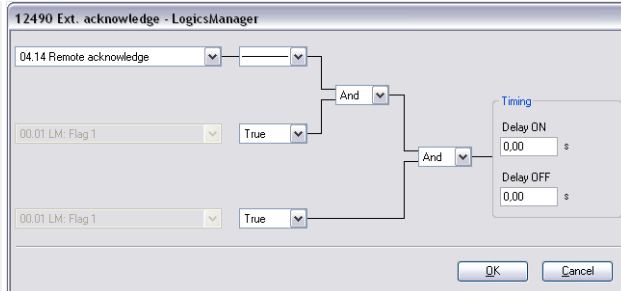 12490 Ext. acknowledge - LogicsManager
04.14 Remote acknowledge
And
Timing
Delay ON
00.01 LM: Flag 1 True
0,00 s
And
Delay OFF
0,00 s
00.01 LM: Flag 1 True
OK Cancel